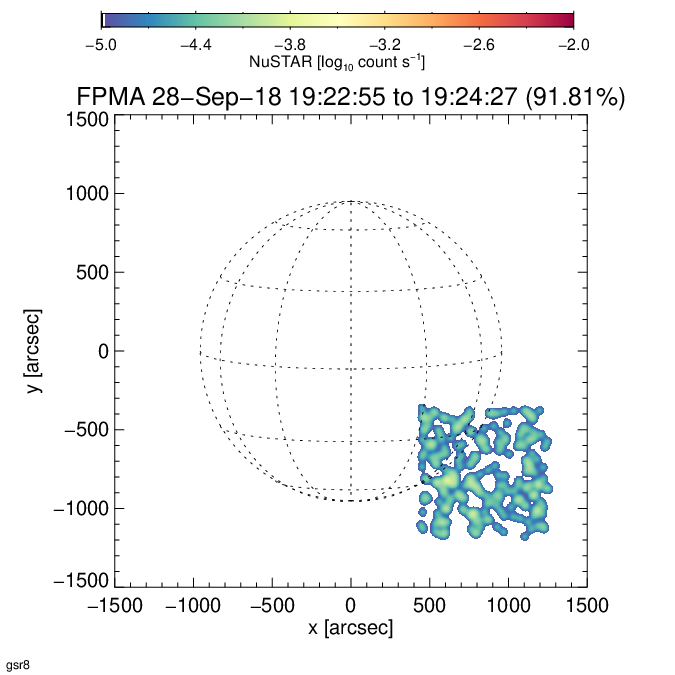 −5.0 −4.4 −3.8 −3.2 −2.6 −2.0
NuSTAR [log₁₀ count s⁻¹]
FPMA 28−Sep−18 19:22:55 to 19:24:27 (91.81%)
1500
1000
500
0
−500
−1000
−1500
y [arcsec]
−1500 −1000 −500 0 500 1000 1500
x [arcsec]
gsr8